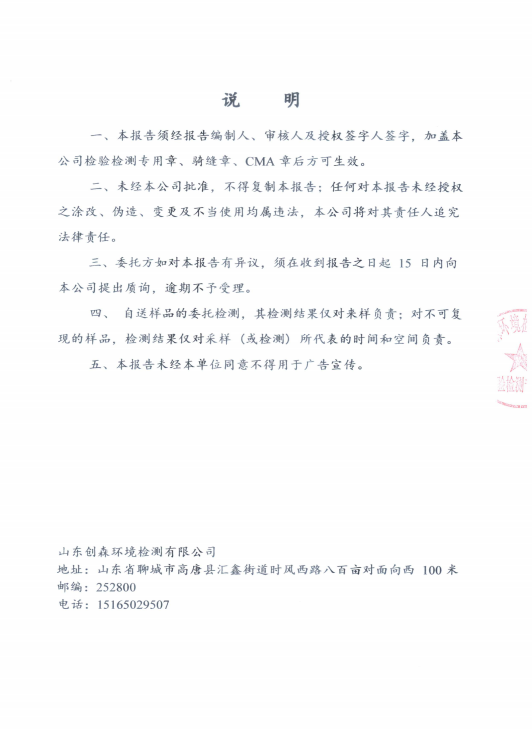 说 明
一、本报告须经报告编制人、审核人及授权签字人签字，加盖本
公司检验检测专用章、骑缝章、CMA 章后方可生效。
二、未经本公司批准，不得复制本报告；任何对本报告未经授权
之涂改、伪造、变更及不当使用均属违法，本公司将对其责任人追究
法律责任。
三、委托方如对本报告有异议，须在收到报告之日起 15 日内向
本公司提出质询，逾期不予受理。
四、 自送样品的委托检测，其检测结果仅对来样负责；对不可复
现的样品，检测结果仅对采样（或检测）所代表的时间和空间负责。
五、本报告未经本单位同意不得用于广告宣传。
山东创森环境检测有限公司
地址：山东省聊城市高唐县汇鑫街道时风西路八百亩对面向西 100 米
邮编：252800
电话：15165029507